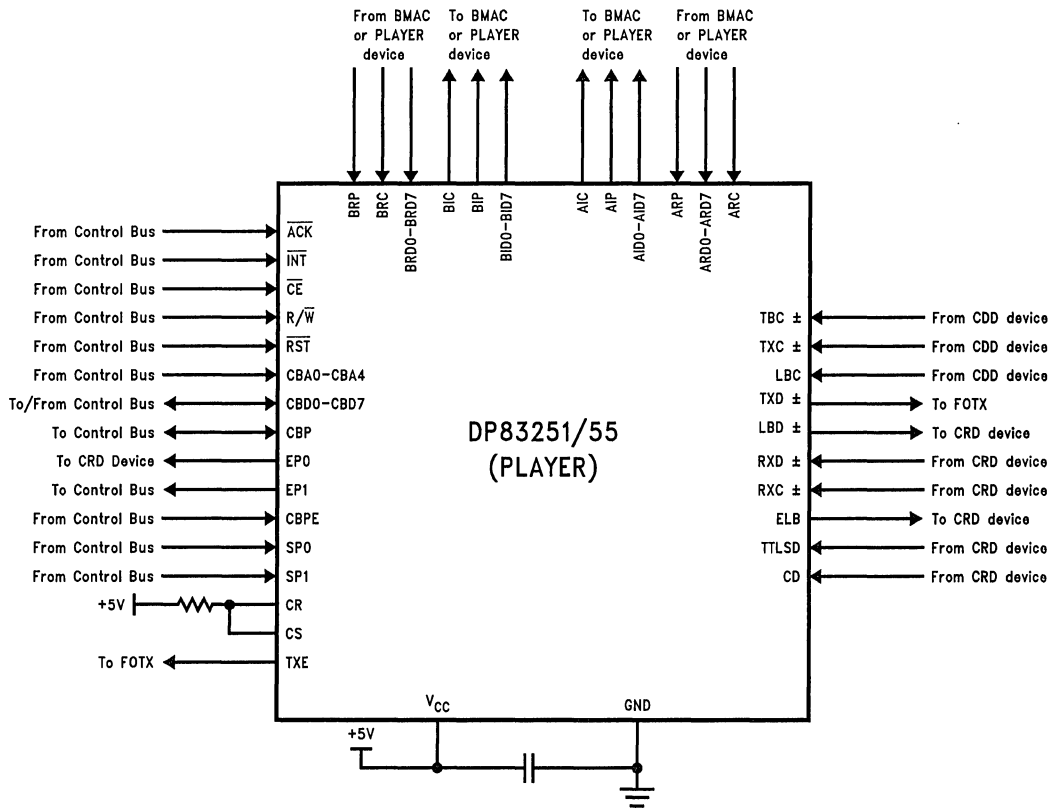 From BMAC
or PLAYER
device
To BMAC
or PLAYER
device
To BMAC
or PLAYER
device
From BMAC
or PLAYER
device
BRP
BRC
BRD0-BRD7
BIC
BIP
BID0-BID7
AIC
AIP
AID0-AID7
ARP
ARD0-ARD7
ARC
From Control Bus
From Control Bus
From Control Bus
From Control Bus
From Control Bus
From Control Bus
To/From Control Bus
To Control Bus
To CRD Device
To Control Bus
From Control Bus
From Control Bus
From Control Bus
+5V
To FOTX
ACK
INT
CE
R/W
RST
CBA0-CBA4
CBD0-CBD7
CBP
EP0
EP1
CBPE
SP0
SP1
CR
CS
TXE
DP83251/55
(PLAYER)
TBC ±
TXC ±
LBC
TXD ±
LBD ±
RXD ±
RXC ±
ELB
TTLSD
CD
From CDD device
From CDD device
From CDD device
To FOTX
To CRD device
From CRD device
From CRD device
To CRD device
From CRD device
From CRD device
VCC
GND
+5V